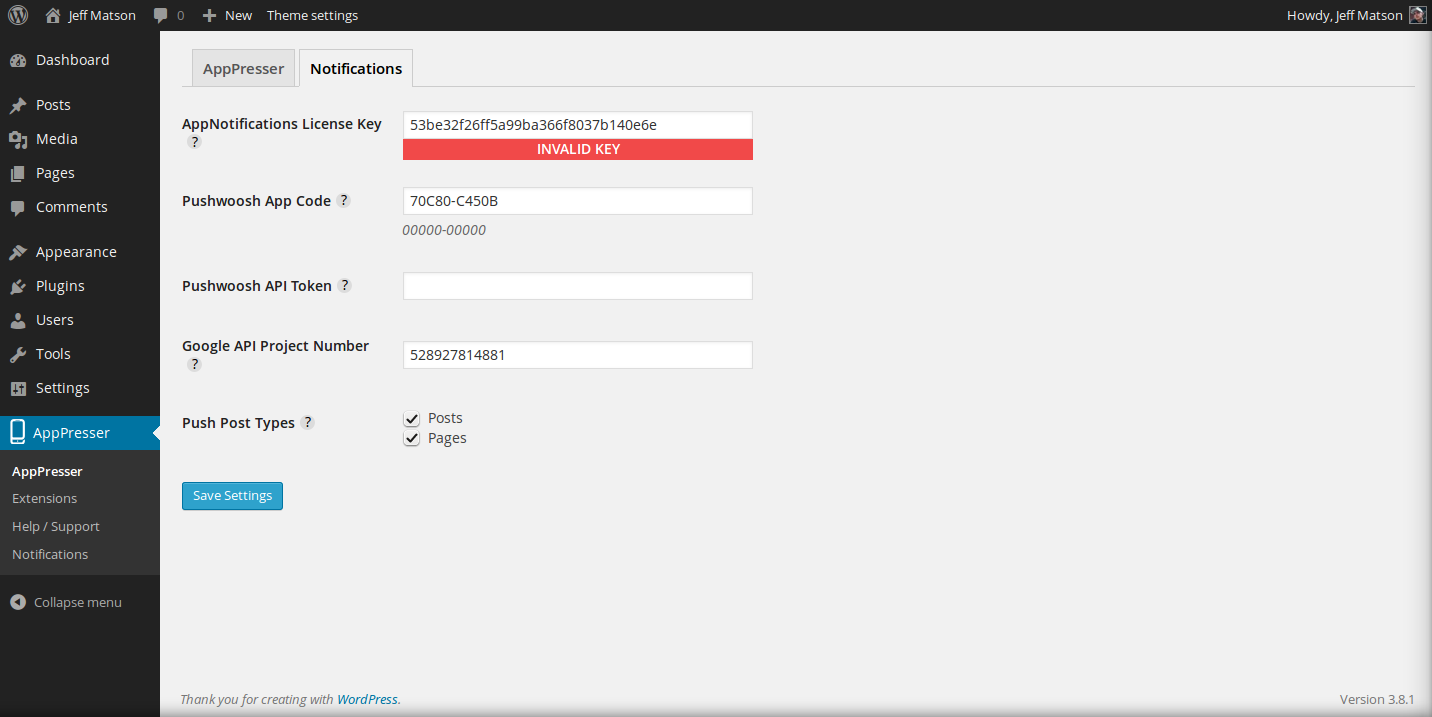 Jeff Matson 0 New Theme settings Howdy, Jeff Matson
Dashboard
Posts
Media
Pages
Comments
Appearance
Plugins
Users
Tools
Settings
AppPresser
AppPresser
Extensions
Help / Support
Notifications
Collapse menu
AppPresser Notifications
AppNotifications License Key ?
53be32f26ff5a99ba366f8037b140e6e
INVALID KEY
Pushwoosh App Code ? 70C80-C450B
00000-00000
Pushwoosh API Token ?
Google API Project Number ?
528927814881
Push Post Types ? Posts
Pages
Save Settings
Thank you for creating with WordPress. Version 3.8.1